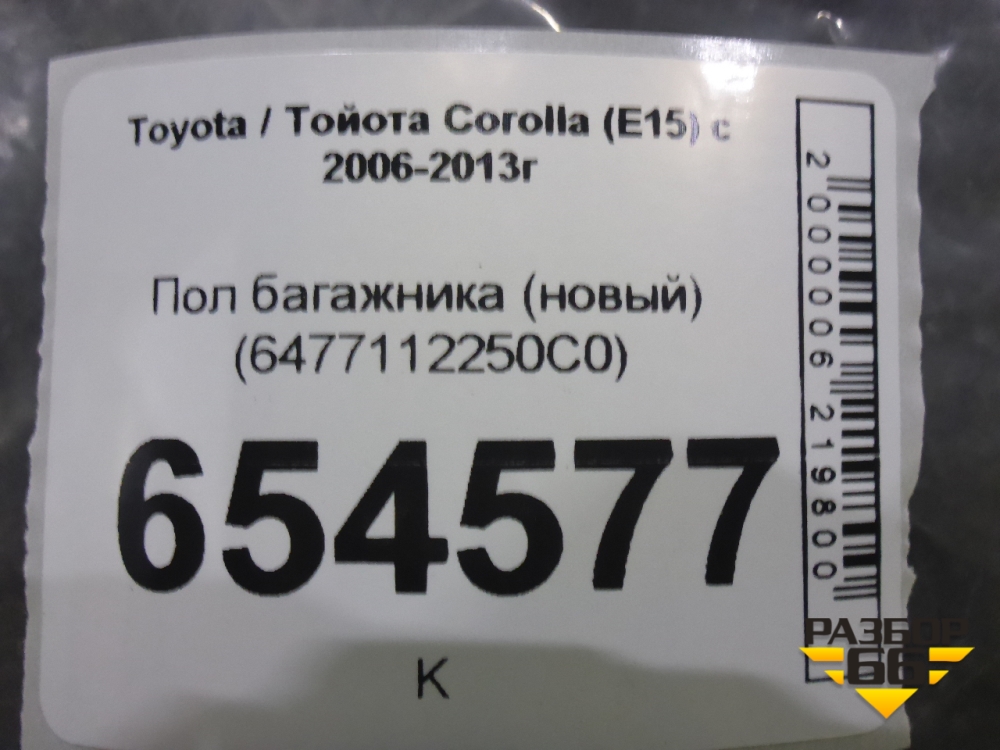 Toyota / Тойота Corolla (E15) с
2006-2013г
Пол багажника (новый)
(6477112250C0)
654577
К
2000006219800
РАЗБОР
66